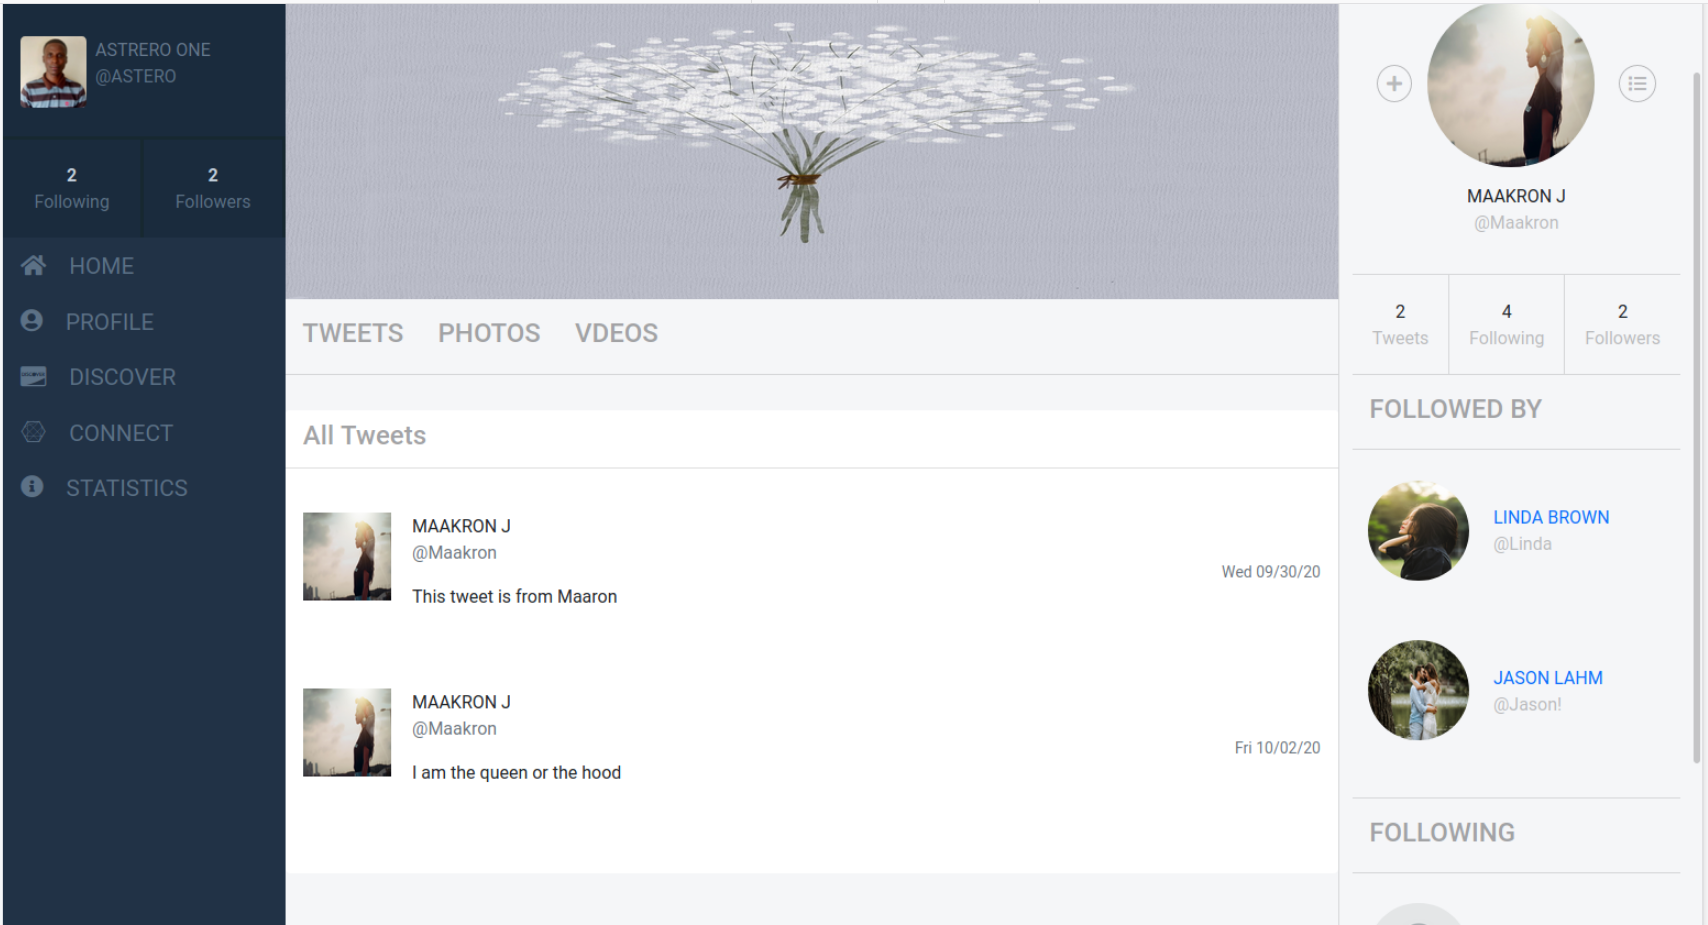 ASTRERO ONE
@ASTERO
2
Following
2
Followers
HOME
PROFILE
DISCOVER
CONNECT
STATISTICS
TWEETS
PHOTOS
VDEOS
All Tweets
MAAKRON J
@Maakron
This tweet is from Maaron
Wed 09/30/20
MAAKRON J
@Maakron
I am the queen or the hood
Fri 10/02/20
MAAKRON J
@Maakron
2
Tweets
4
Following
2
Followers
FOLLOWED BY
LINDA BROWN
@Linda
JASON LAHM
@Jason!
FOLLOWING